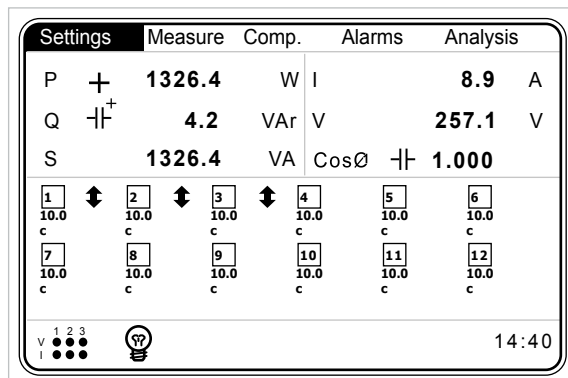 Settings Measure Comp. Alarms Analysis
P + 1326.4 W I 8.9 A
Q + 4.2 VAr V 257.1 V
S 1326.4 VA CosØ 1.000
1 2 3 4 5 6
10.0 10.0 10.0 10.0 10.0 10.0
c c c c c c
7 8 9 10 11 12
10.0 10.0 10.0 10.0 10.0 10.0
c c c c c c
1 2 3
V
I
14:40